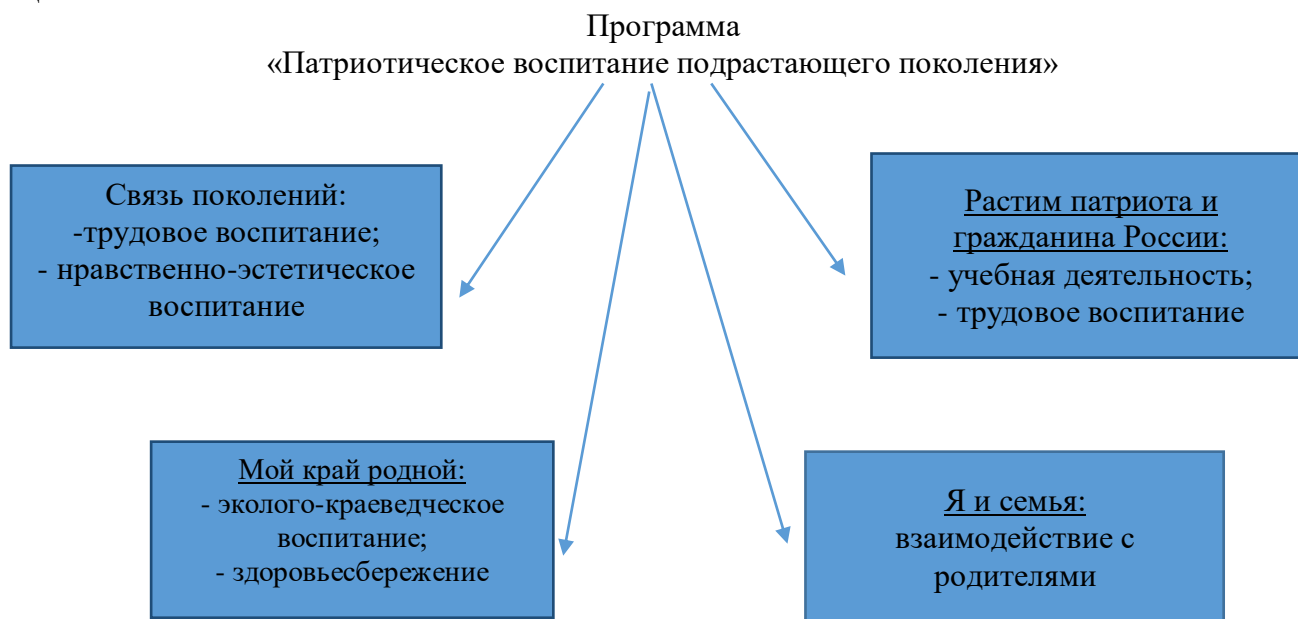 Программа
«Патриотическое воспитание подрастающего поколения»
Связь поколений:
-трудовое воспитание;
- нравственно-эстетическое
воспитание
Растим патриота и
гражданина России:
- учебная деятельность;
- трудовое воспитание
Мой край родной:
- эколого-краеведческое
воспитание;
- здоровьесбережение
Я и семья:
взаимодействие с
родителями